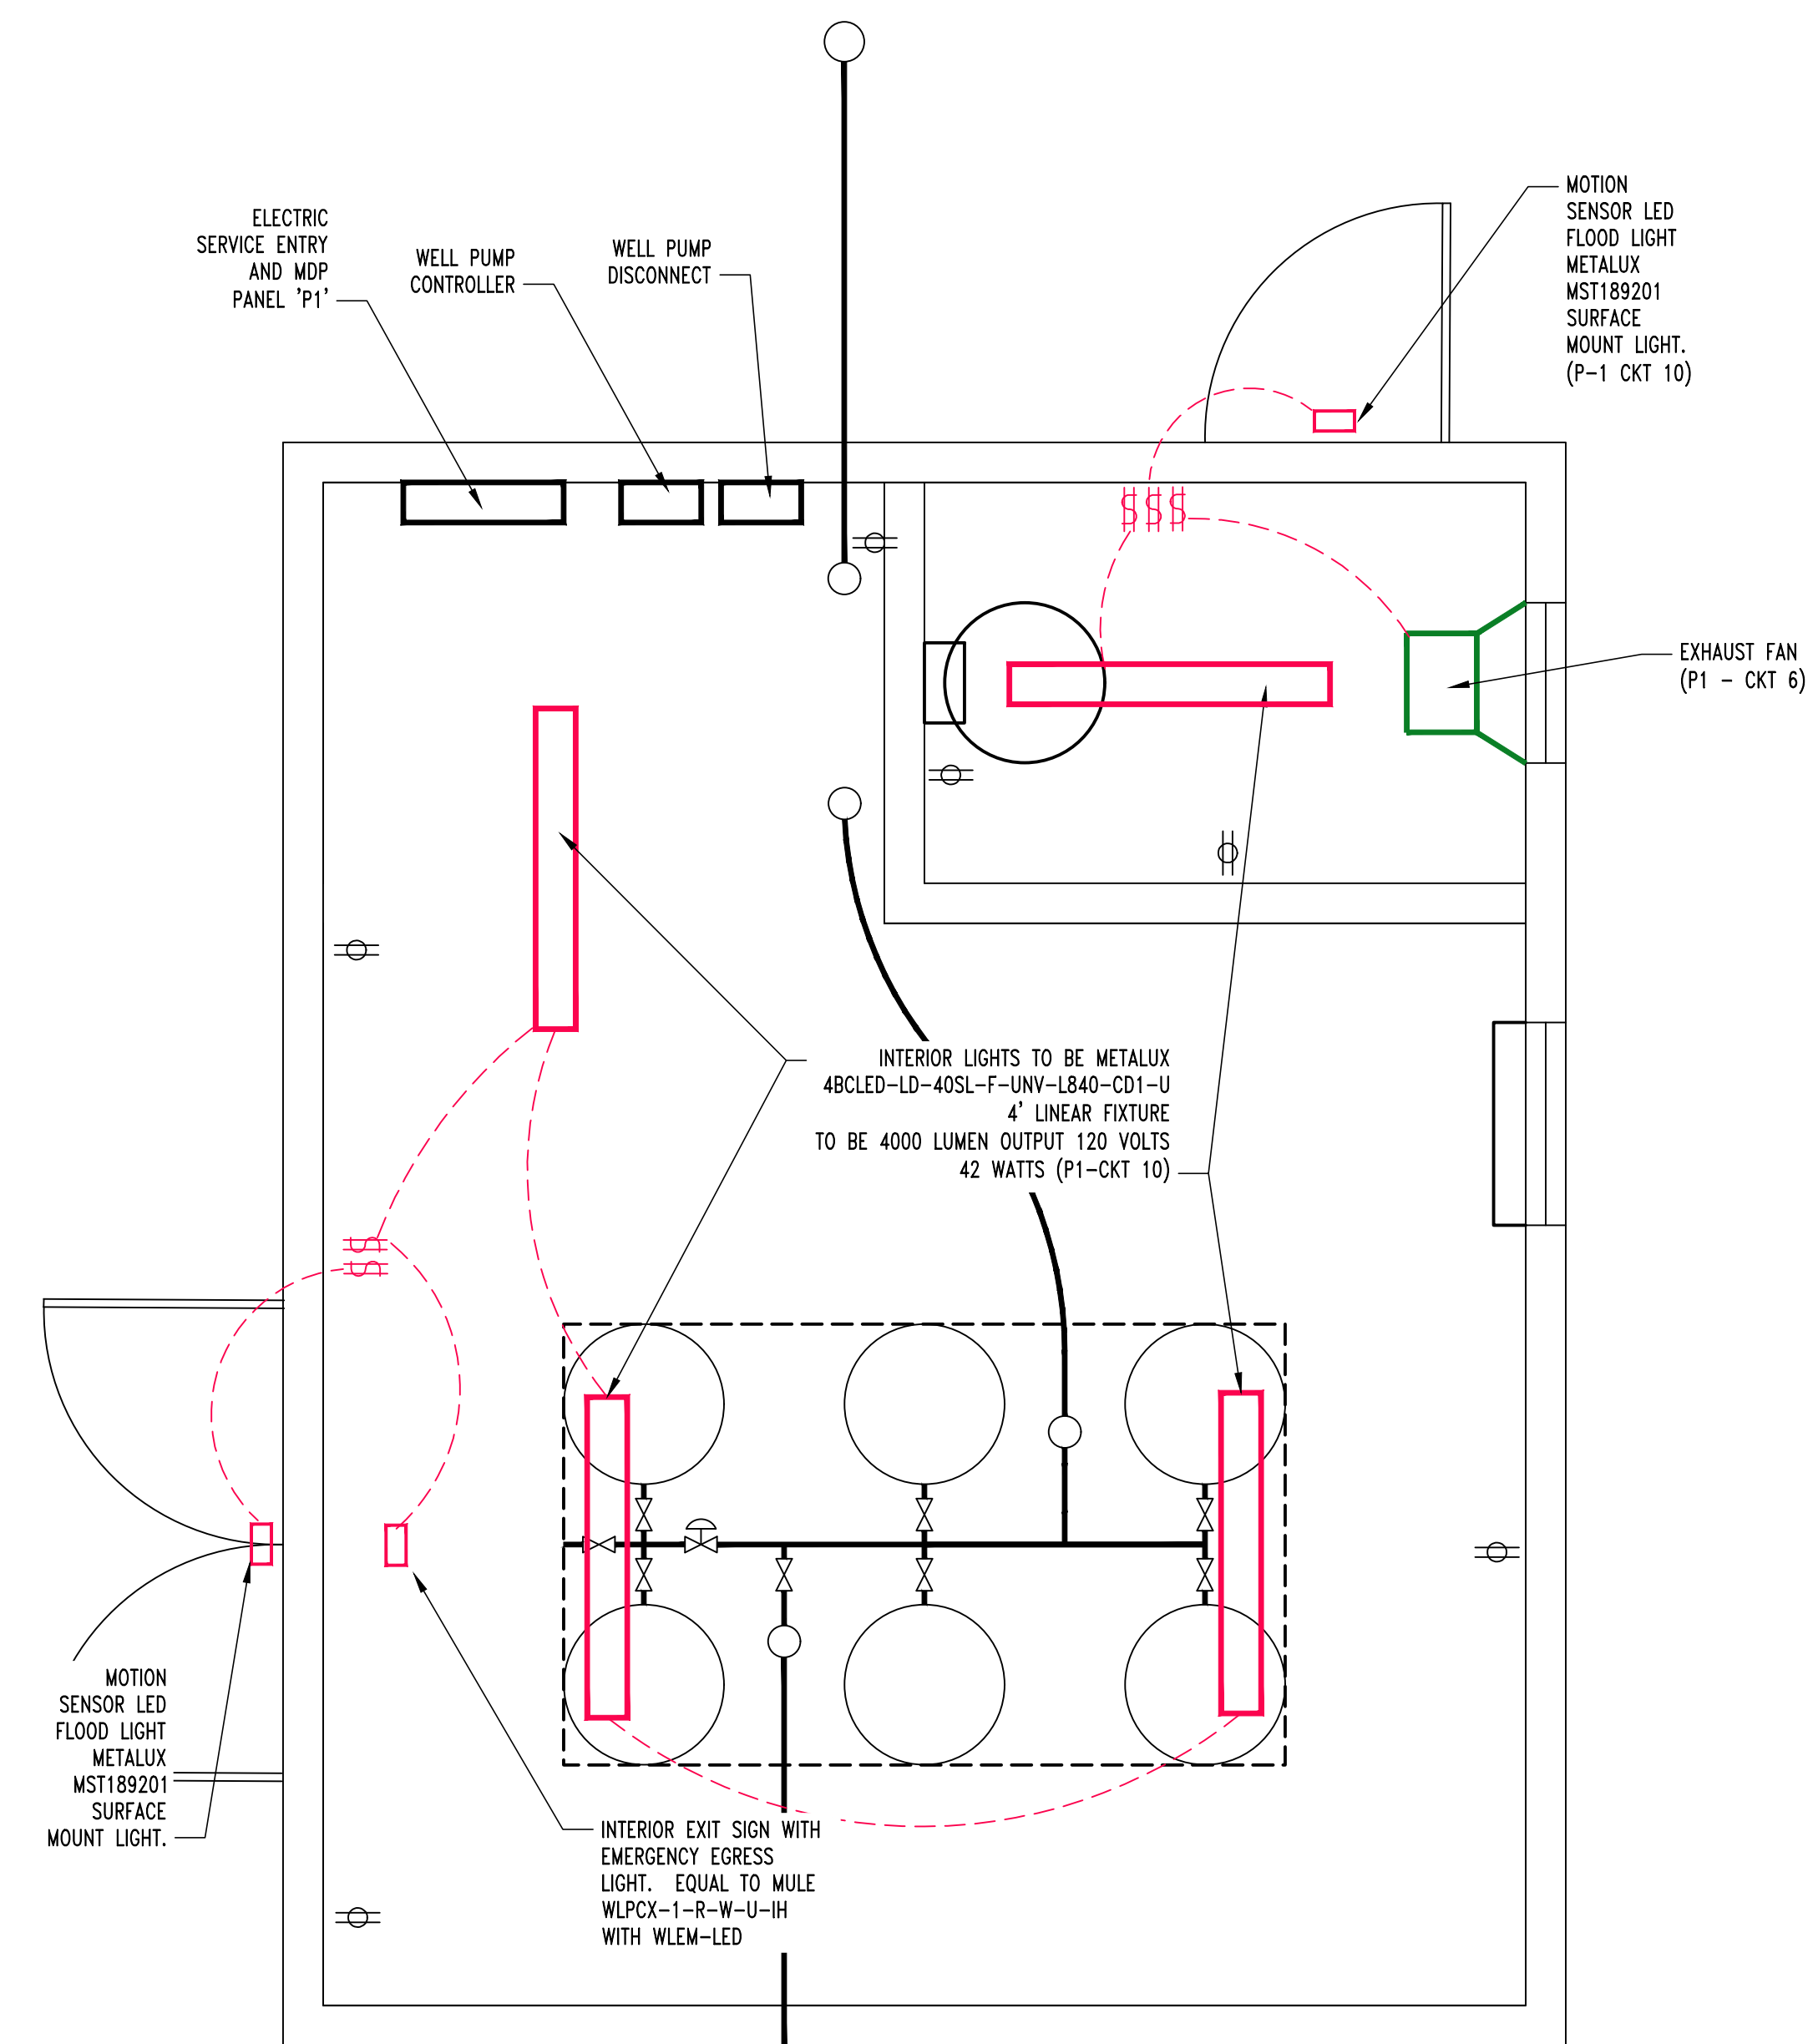 ELECTRIC
SERVICE ENTRY
AND MDP
PANEL 'P1'
WELL PUMP
CONTROLLER
WELL PUMP
DISCONNECT
MOTION
SENSOR LED
FLOOD LIGHT
METALUX
MST189201
SURFACE
MOUNT LIGHT.
(P-1 CKT 10)
$$$
EXHAUST FAN
(P1 - CKT 6)
INTERIOR LIGHTS TO BE METALUX
4BCLED-LD-40SL-F-UNV-L840-CD1-U
4' LINEAR FIXTURE
TO BE 4000 LUMEN OUTPUT 120 VOLTS
42 WATTS (P1-CKT 10)
$
$
MOTION
SENSOR LED
FLOOD LIGHT
METALUX
MST189201
SURFACE
MOUNT LIGHT.
INTERIOR EXIT SIGN WITH
EMERGENCY EGRESS
LIGHT. EQUAL TO MULE
WLPCX-1-R-W-U-IH
WITH WLEM-LED